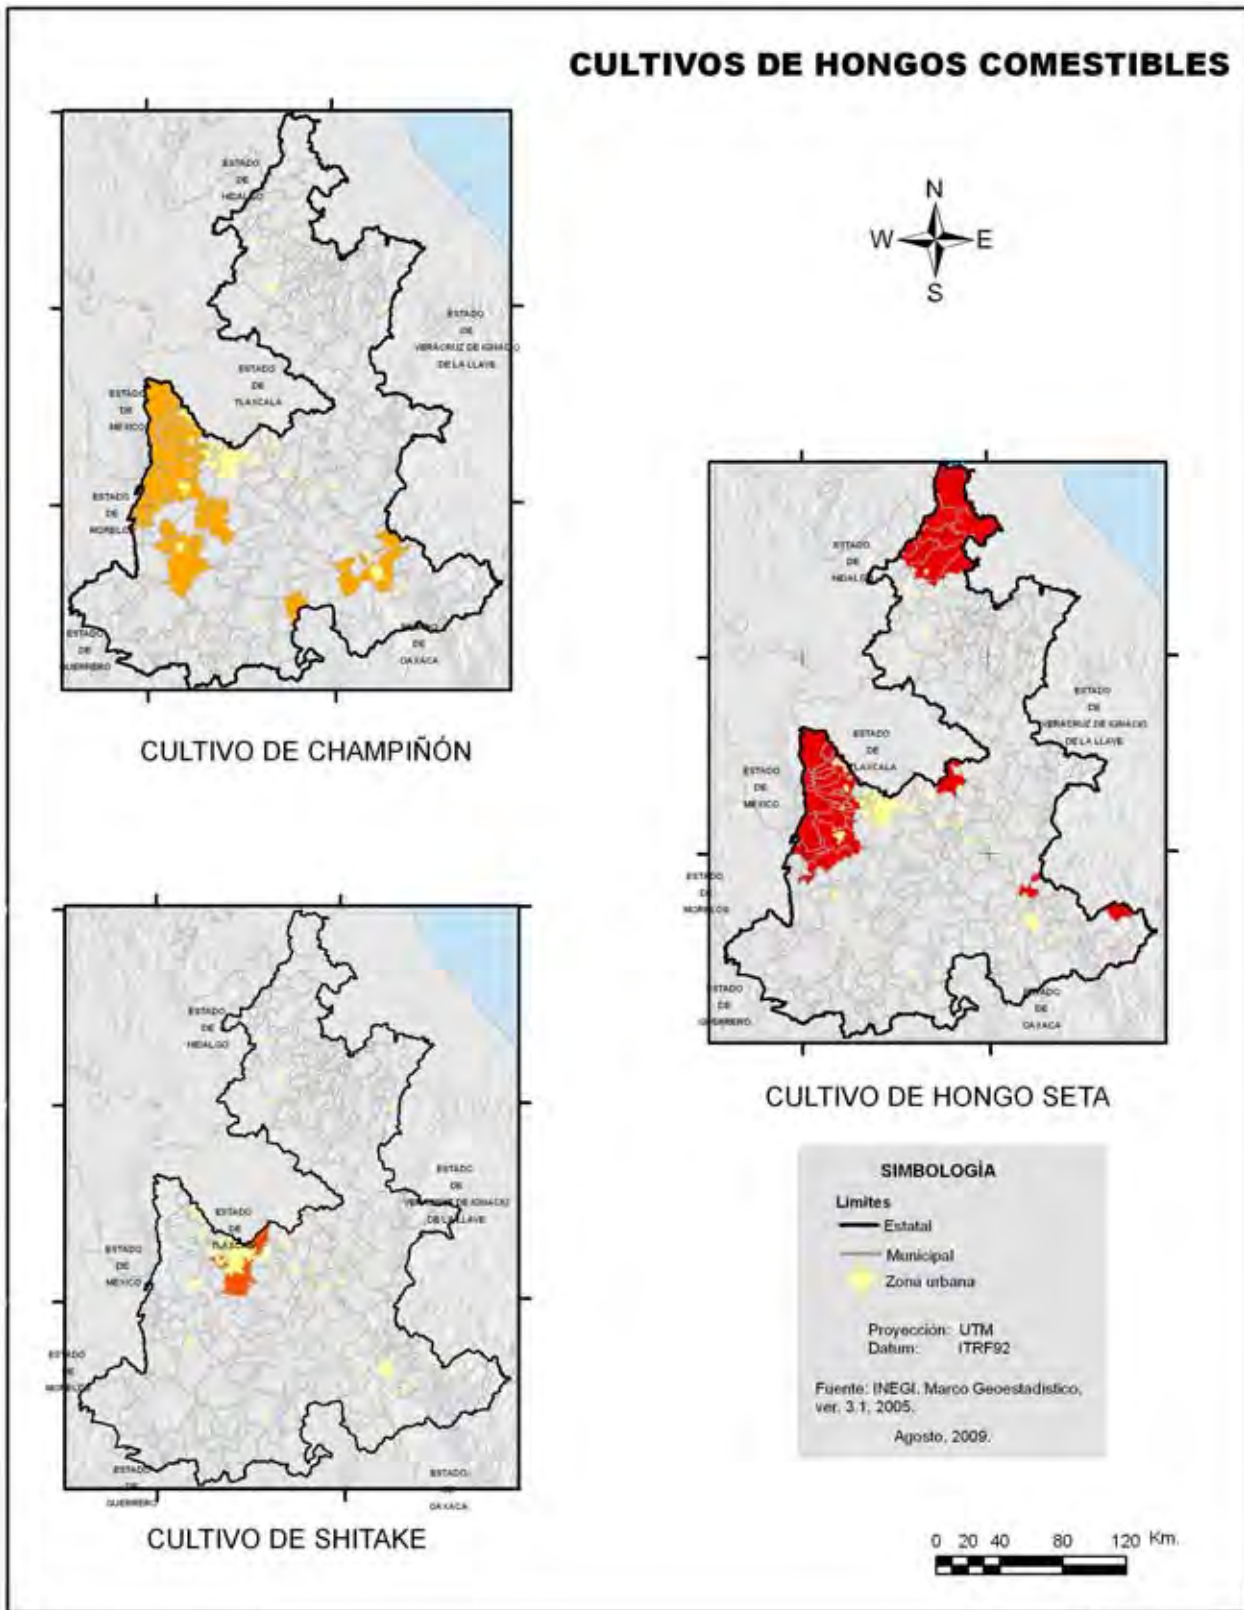 CULTIVOS DE HONGOS COMESTIBLES
N
W
E
S
ESTADO
DE
HIDALGO
ESTADO
DE
VERACRUZ DE IGNACIO
DE LA LLAVE
ESTADO
DE
TLAXCALA
ESTADO
DE
MEXICO
ESTADO
DE
MORELOS
ESTADO
DE
GUERRERO
DE
OAXACA
CULTIVO DE CHAMPIÑÓN
ESTADO
DE
HIDALGO
ESTADO
DE
VERACRUZ DE IGNACIO
DE LA LLAVE
ESTADO
DE
TLAXCALA
ESTADO
DE
MEXICO
ESTADO
DE
MORELOS
ESTADO
DE
GUERRERO
ESTADO
DE
OAXACA
CULTIVO DE HONGO SETA
ESTADO
DE
HIDALGO
ESTADO
DE
VERACRUZ DE IGNACIO
DE LA LLAVE
ESTADO
DE
TLAXCALA
ESTADO
DE
MEXICO
ESTADO
DE
MORELOS
ESTADO
DE
GUERRERO
ESTADO
DE
OAXACA
CULTIVO DE SHITAKE
SIMBOLOGÍA
Limites
Estatal
Municipal
Zona urbana
Proyección: UTM
Datum: ITRF92
Fuente: INEGI. Marco Geoestadístico,
ver. 3.1, 2005.
Agosto, 2009.
0 20 40 80 120 Km.